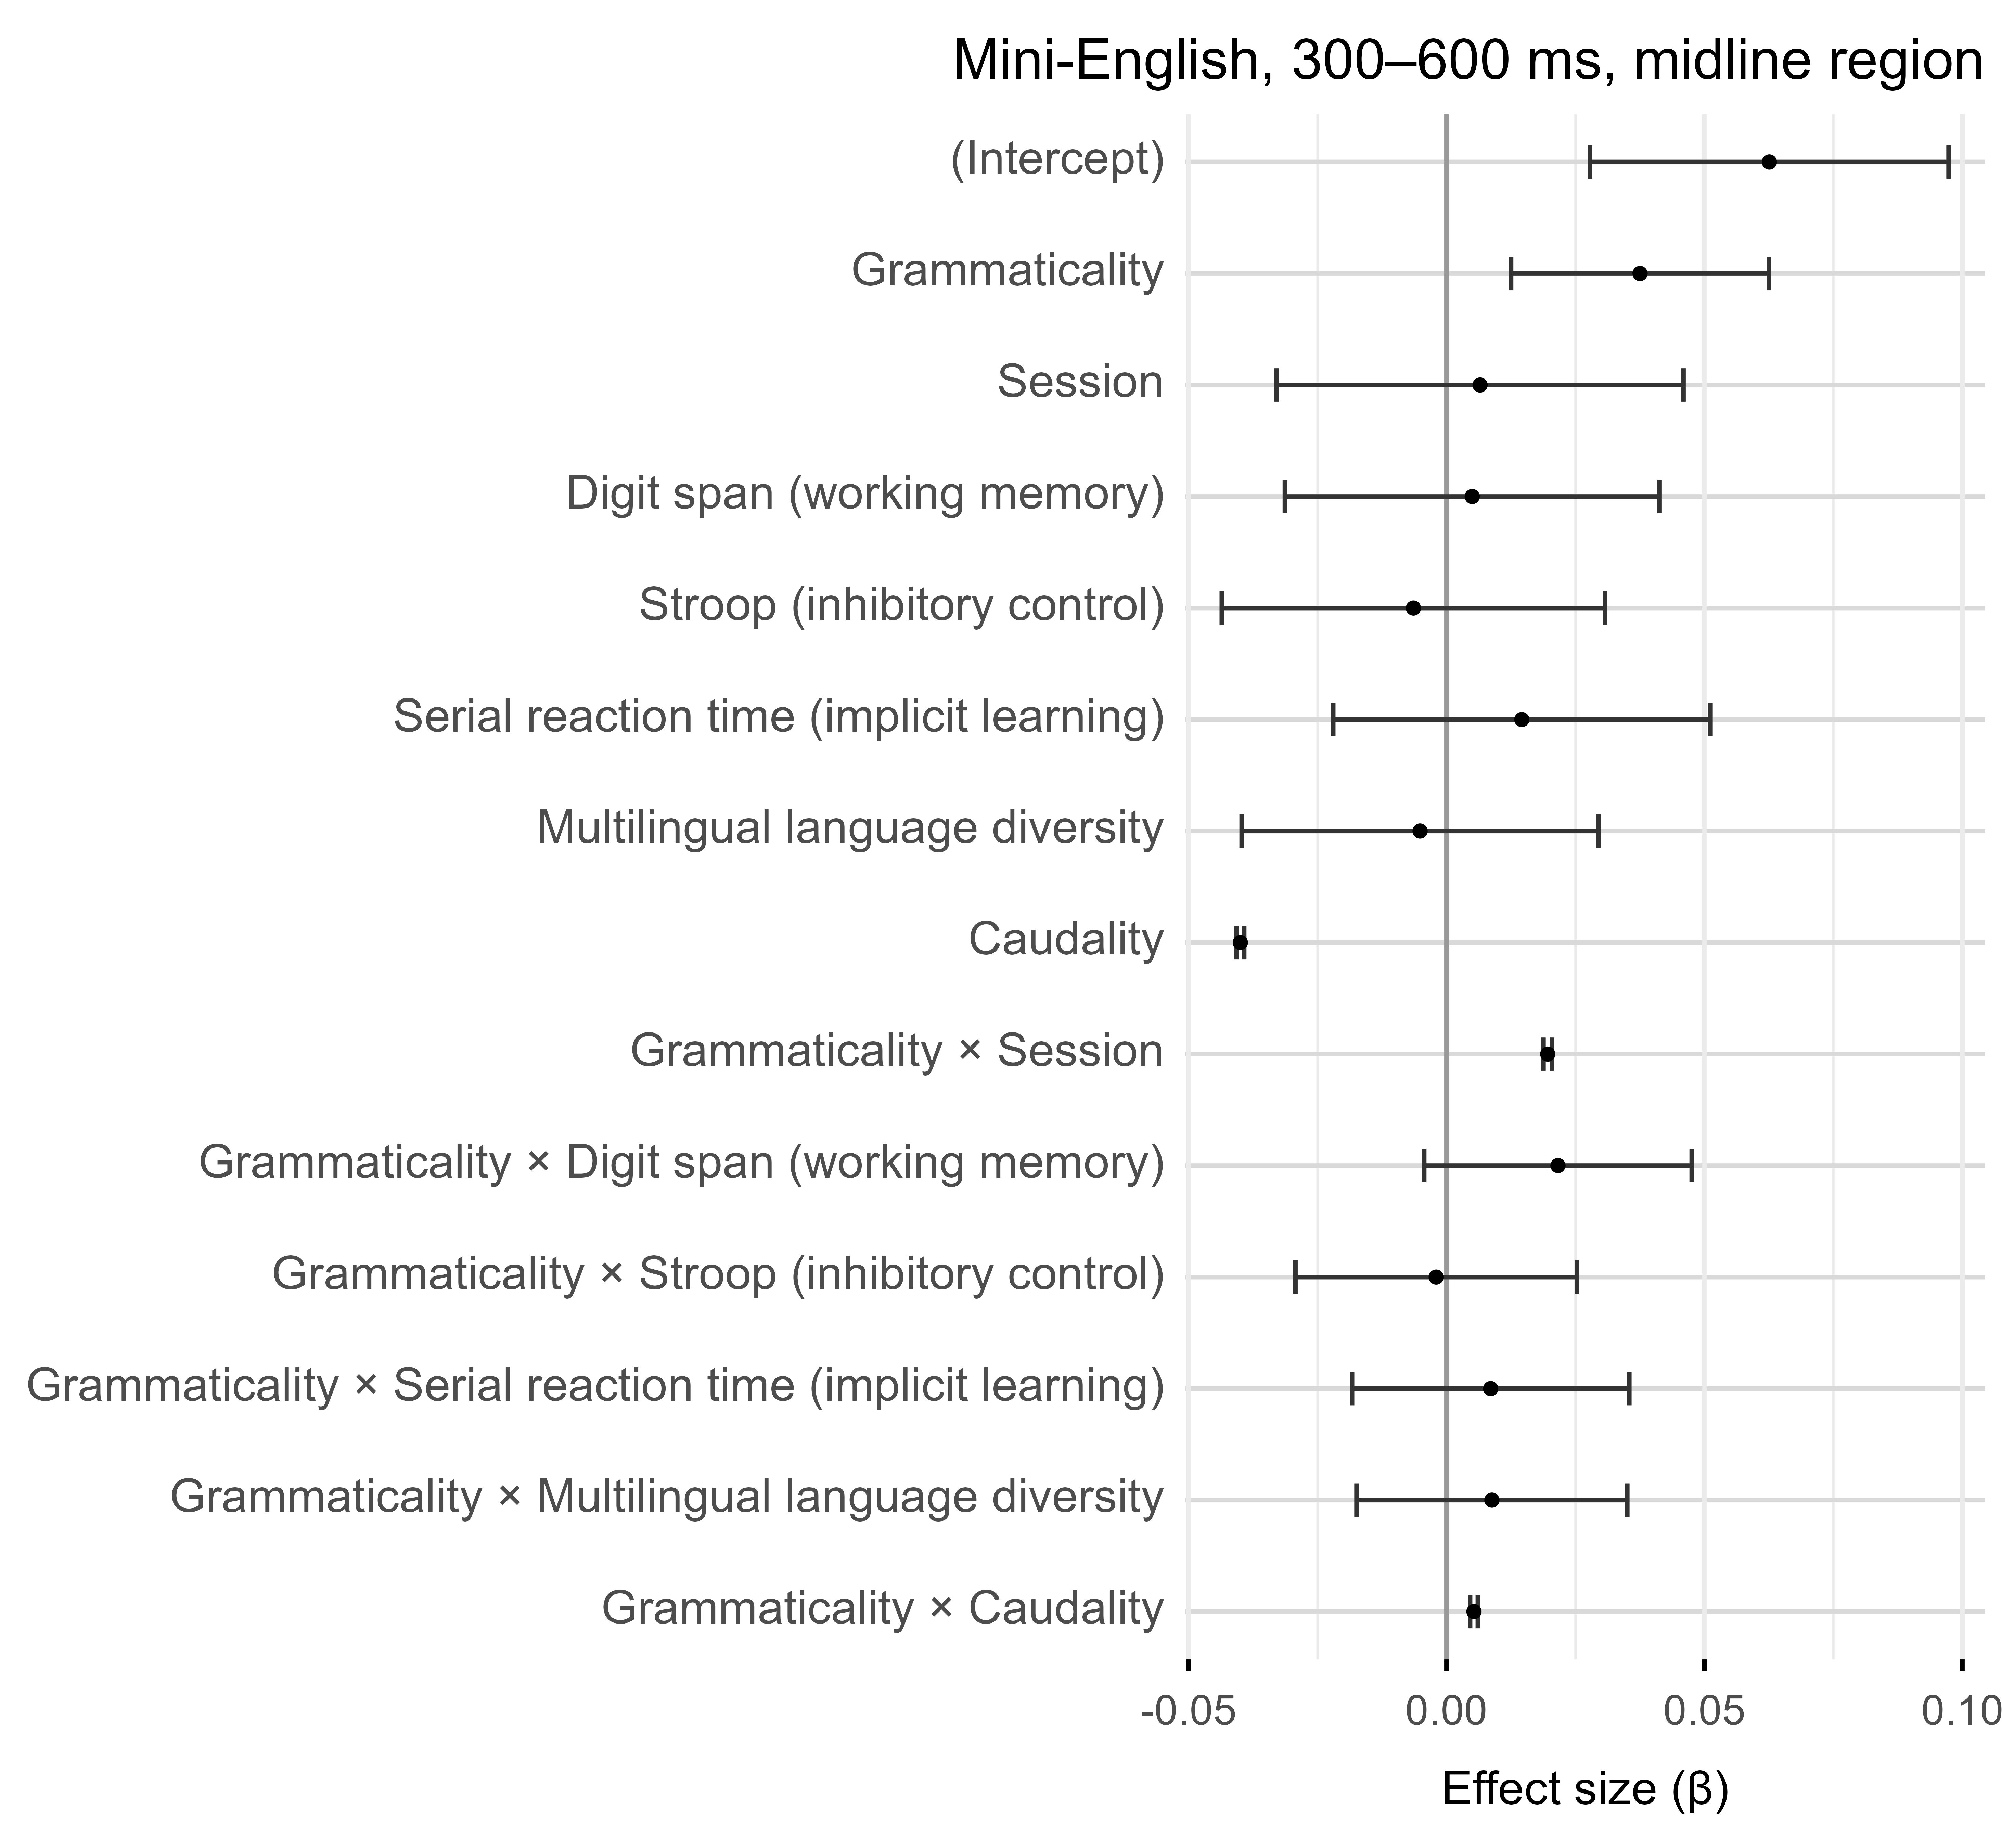 Mini-English, 300–600 ms, midline region
(Intercept)
Grammaticality
Session
Digit span (working memory)
Stroop (inhibitory control)
Serial reaction time (implicit learning)
Multilingual language diversity
Caudality
Grammaticality × Session
Grammaticality × Digit span (working memory)
Grammaticality × Stroop (inhibitory control)
Grammaticality × Serial reaction time (implicit learning)
Grammaticality × Multilingual language diversity
Grammaticality × Caudality
-0.05 0.00 0.05 0.10
Effect size (β)